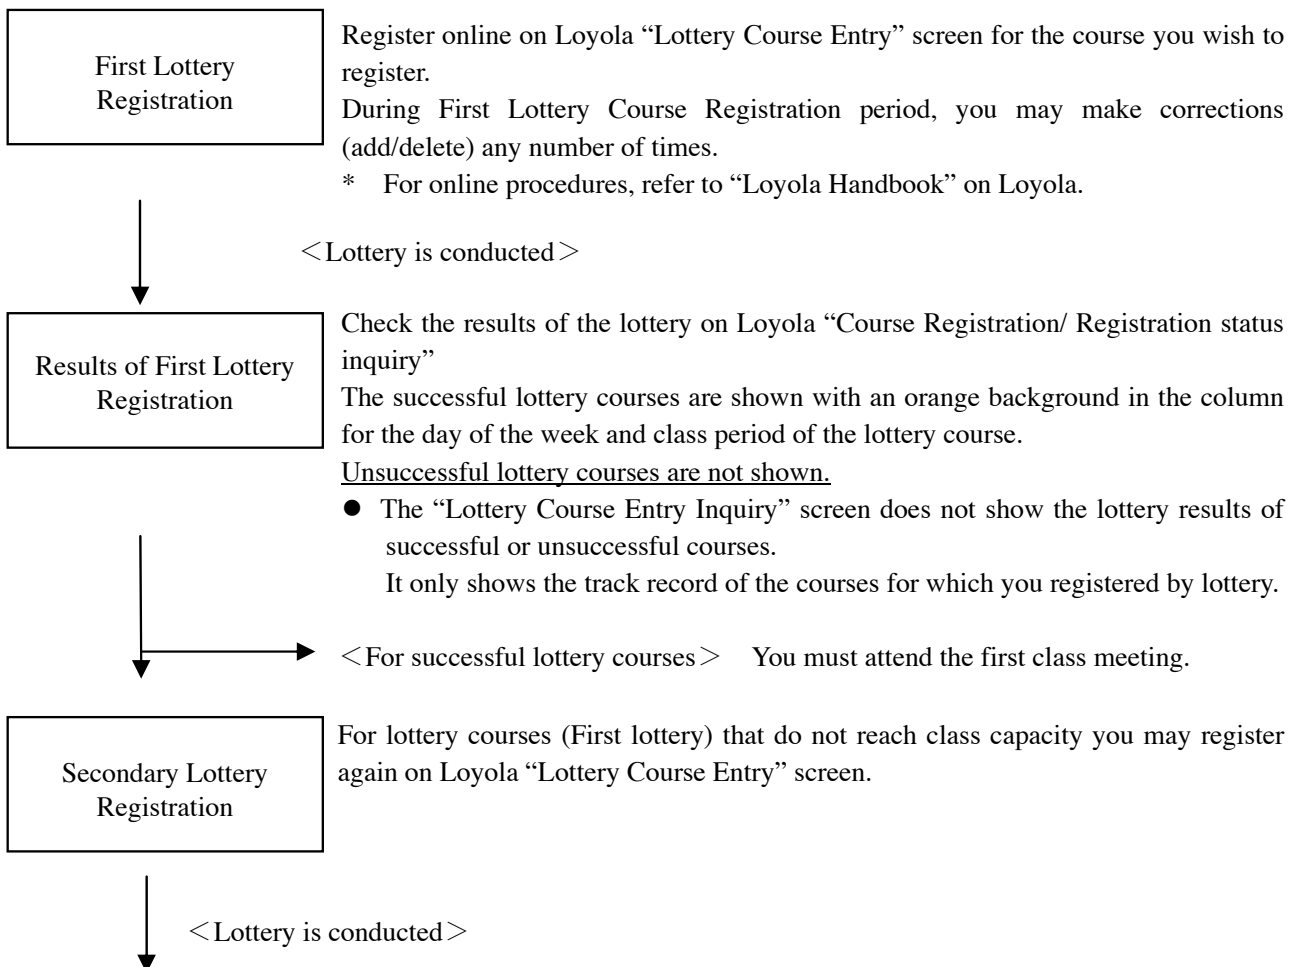 First Lottery
Registration
Register online on Loyola “Lottery Course Entry” screen for the course you wish to
register.
During First Lottery Course Registration period, you may make corrections
(add/delete) any number of times.
* For online procedures, refer to “Loyola Handbook” on Loyola.
＜Lottery is conducted＞
Results of First Lottery
Registration
Check the results of the lottery on Loyola “Course Registration/ Registration status
inquiry”
The successful lottery courses are shown with an orange background in the column
for the day of the week and class period of the lottery course.
Unsuccessful lottery courses are not shown.
● The “Lottery Course Entry Inquiry” screen does not show the lottery results of
successful or unsuccessful courses.
It only shows the track record of the courses for which you registered by lottery.
＜For successful lottery courses＞ You must attend the first class meeting.
Secondary Lottery
Registration
For lottery courses (First lottery) that do not reach class capacity you may register
again on Loyola “Lottery Course Entry” screen.
＜Lottery is conducted＞